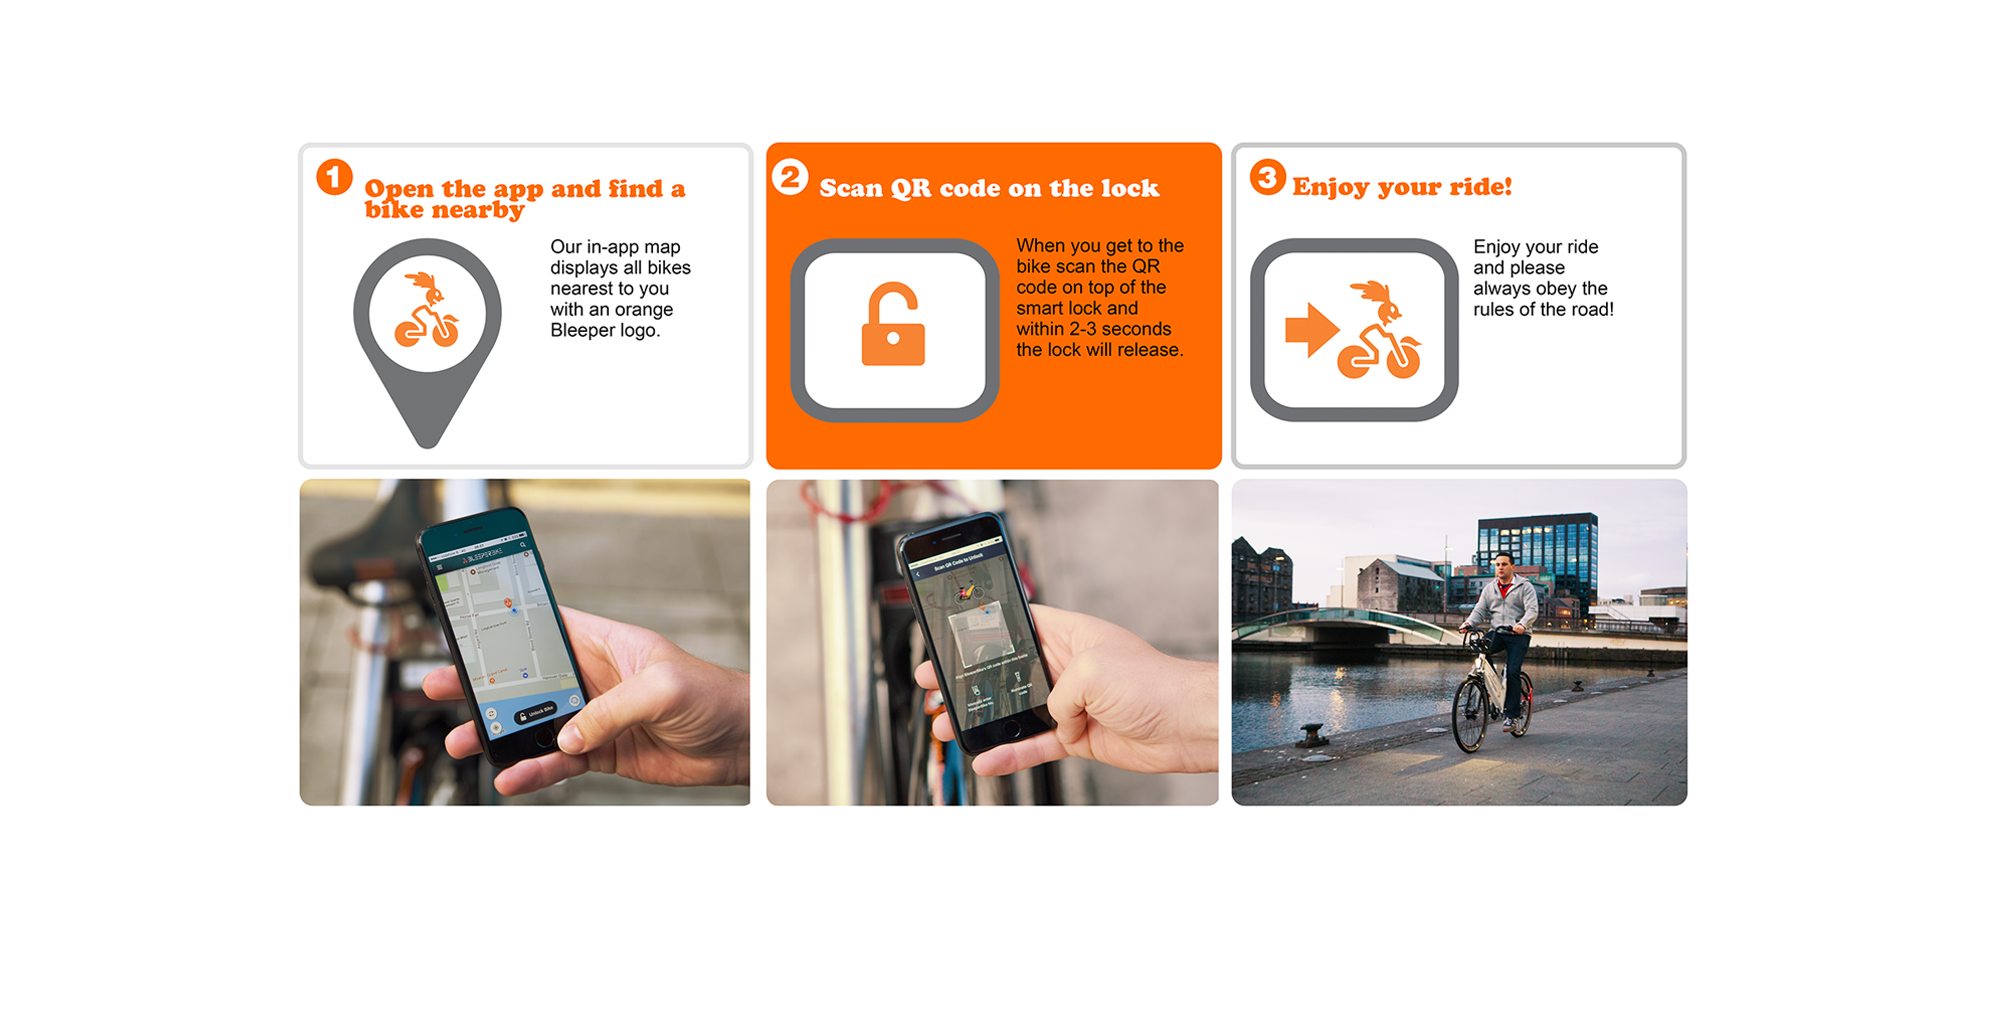 1
Open the app and find a
bike nearby
Our in-app map
displays all bikes
nearest to you
with an orange
Bleeper logo.
2
Scan QR code on the lock
When you get to the
bike scan the QR
code on top of the
smart lock and
within 2-3 seconds
the lock will release.
3
Enjoy your ride!
Enjoy your ride
and please
always obey the
rules of the road!
BLEEPERBIKE
Unlock Bike
Scan QR Code to Unlock